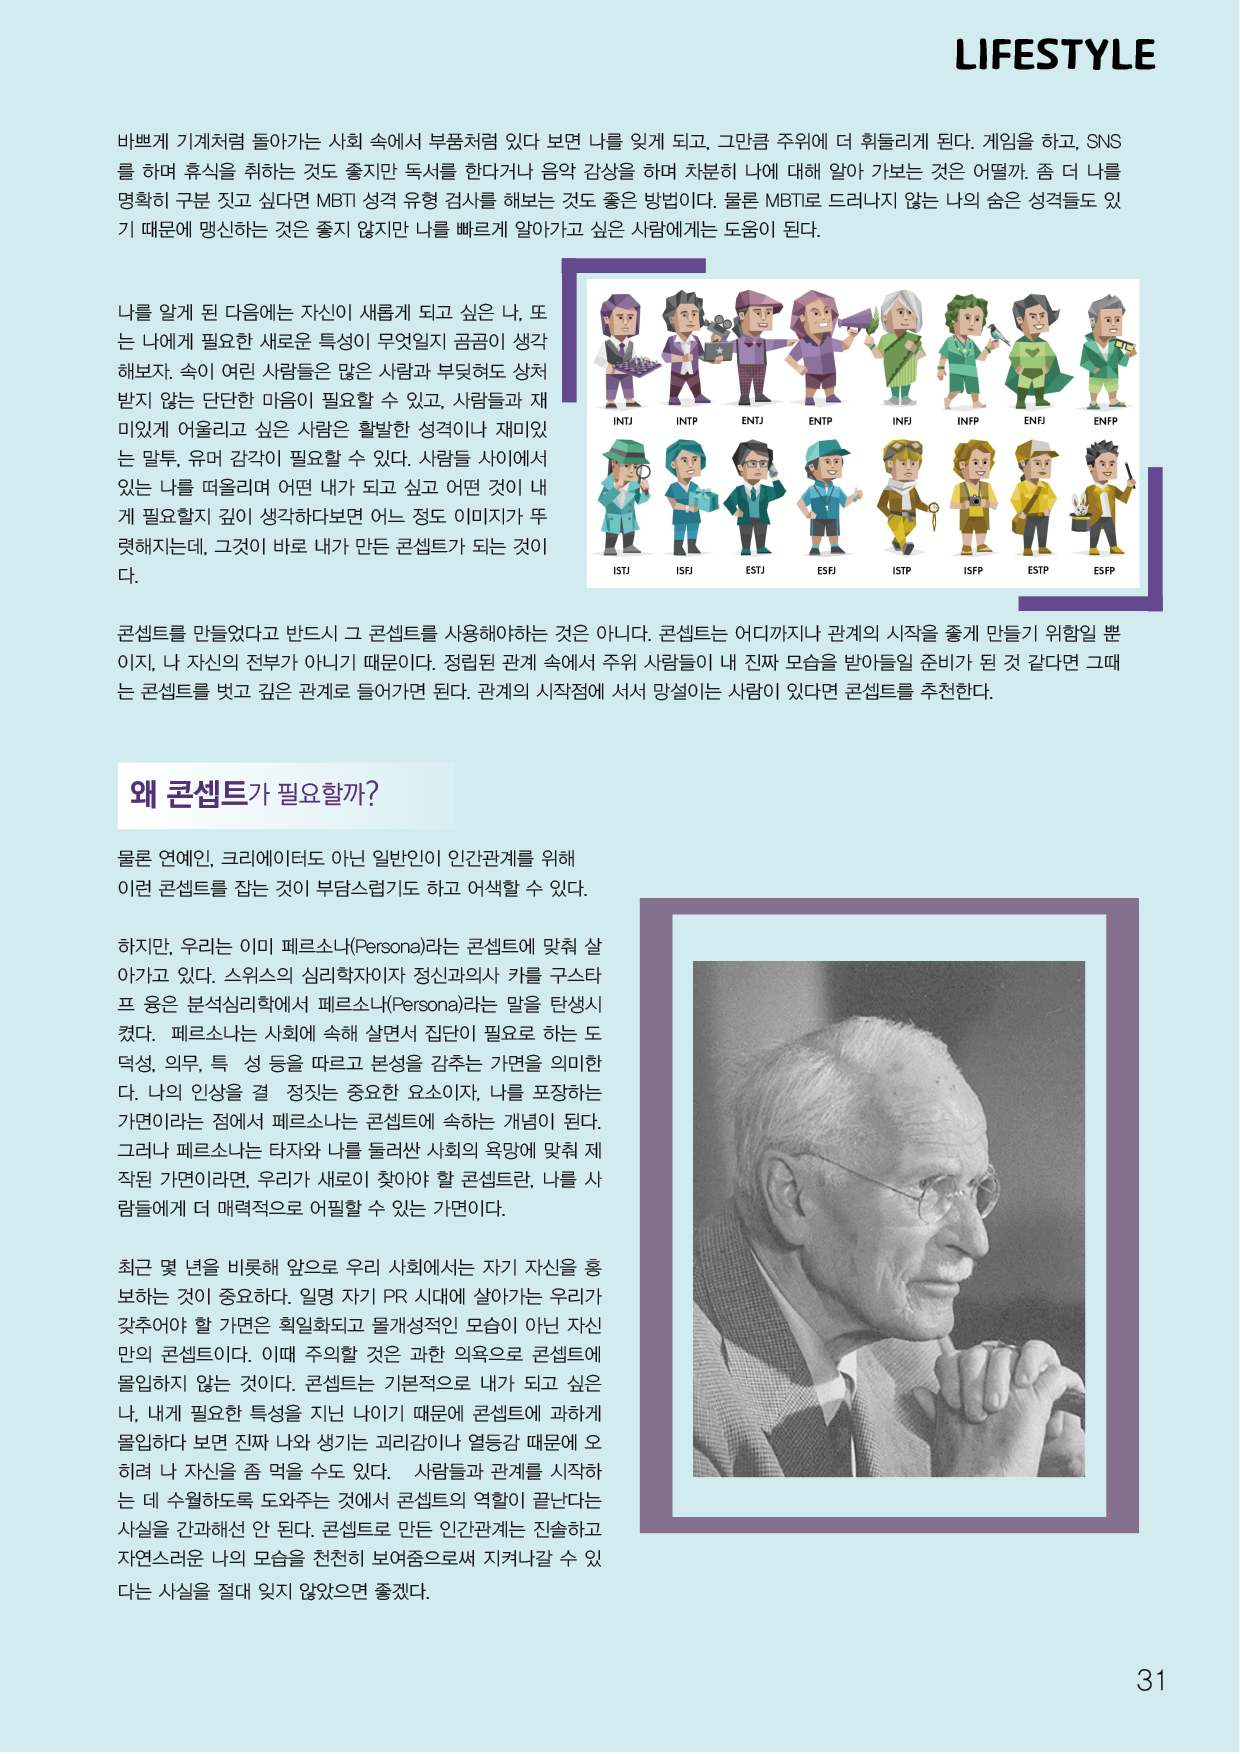 LIFESTYLE
바쁘게 기계처럼 돌아가는 사회 속에서 부품처럼 있다 보면 나를 잊게 되고, 그만큼 주위에 더 휘둘리게 된다. 게임을 하고, SNS
를 하며 휴식을 취하는 것도 좋지만 독서를 한다거나 음악 감상을 하며 차분히 나에 대해 알아 가보는 것은 어떨까. 좀 더 나를
명확히 구분 짓고 싶다면 MBTI 성격 유형 검사를 해보는 것도 좋은 방법이다. 물론 MBTI로 드러나지 않는 나의 숨은 성격들도 있
기 때문에 맹신하는 것은 좋지 않지만 나를 빠르게 알아가고 싶은 사람에게는 도움이 된다.
나를 알게 된 다음에는 자신이 새롭게 되고 싶은 나, 또
는 나에게 필요한 새로운 특성이 무엇일지 곰곰이 생각
해보자. 속이 여린 사람들은 많은 사람과 부딪혀도 상처
받지 않는 단단한 마음이 필요할 수 있고, 사람들과 재
미있게 어울리고 싶은 사람은 활발한 성격이나 재미있
는 말투, 유머 감각이 필요할 수 있다. 사람들 사이에서
있는 나를 떠올리며 어떤 내가 되고 싶고 어떤 것이 내
게 필요할지 깊이 생각하다보면 어느 정도 이미지가 뚜
렷해지는데, 그것이 바로 내가 만든 콘셉트가 되는 것이
다.
INTJ INTP ENTJ ENTP INFJ INFP ENFJ ENFP
ISTJ ISFJ ESTJ ESFJ ISTP ISFP ESTP ESFP
콘셉트를 만들었다고 반드시 그 콘셉트를 사용해야하는 것은 아니다. 콘셉트는 어디까지나 관계의 시작을 좋게 만들기 위함일 뿐
이지, 나 자신의 전부가 아니기 때문이다. 정립된 관계 속에서 주위 사람들이 내 진짜 모습을 받아들일 준비가 된 것 같다면 그때
는 콘셉트를 벗고 깊은 관계로 들어가면 된다. 관계의 시작점에 서서 망설이는 사람이 있다면 콘셉트를 추천한다.
왜 콘셉트가 필요할까?
물론 연예인, 크리에이터도 아닌 일반인이 인간관계를 위해
이런 콘셉트를 잡는 것이 부담스럽기도 하고 어색할 수 있다.
하지만, 우리는 이미 페르소나(Persona)라는 콘셉트에 맞춰 살
아가고 있다. 스위스의 심리학자이자 정신과의사 카를 구스타
프 융은 분석심리학에서 페르소나(Persona)라는 말을 탄생시
켰다. 페르소나는 사회에 속해 살면서 집단이 필요로 하는 도
덕성, 의무, 특 성 등을 따르고 본성을 감추는 가면을 의미한
다. 나의 인상을 결 정짓는 중요한 요소이자, 나를 포장하는
가면이라는 점에서 페르소나는 콘셉트에 속하는 개념이 된다.
그러나 페르소나는 타자와 나를 둘러싼 사회의 욕망에 맞춰 제
작된 가면이라면, 우리가 새로이 찾아야 할 콘셉트란, 나를 사
람들에게 더 매력적으로 어필할 수 있는 가면이다.
최근 몇 년을 비롯해 앞으로 우리 사회에서는 자기 자신을 홍
보하는 것이 중요하다. 일명 자기 PR 시대에 살아가는 우리가
갖추어야 할 가면은 획일화되고 몰개성적인 모습이 아닌 자신
만의 콘셉트이다. 이때 주의할 것은 과한 의욕으로 콘셉트에
몰입하지 않는 것이다. 콘셉트는 기본적으로 내가 되고 싶은
나, 내게 필요한 특성을 지닌 나이기 때문에 콘셉트에 과하게
몰입하다 보면 진짜 나와 생기는 괴리감이나 열등감 때문에 오
히려 나 자신을 좀 먹을 수도 있다. 사람들과 관계를 시작하
는 데 수월하도록 도와주는 것에서 콘셉트의 역할이 끝난다는
사실을 간과해선 안 된다. 콘셉트로 만든 인간관계는 진솔하고
자연스러운 나의 모습을 천천히 보여줌으로써 지켜나갈 수 있
다는 사실을 절대 잊지 않았으면 좋겠다.
31